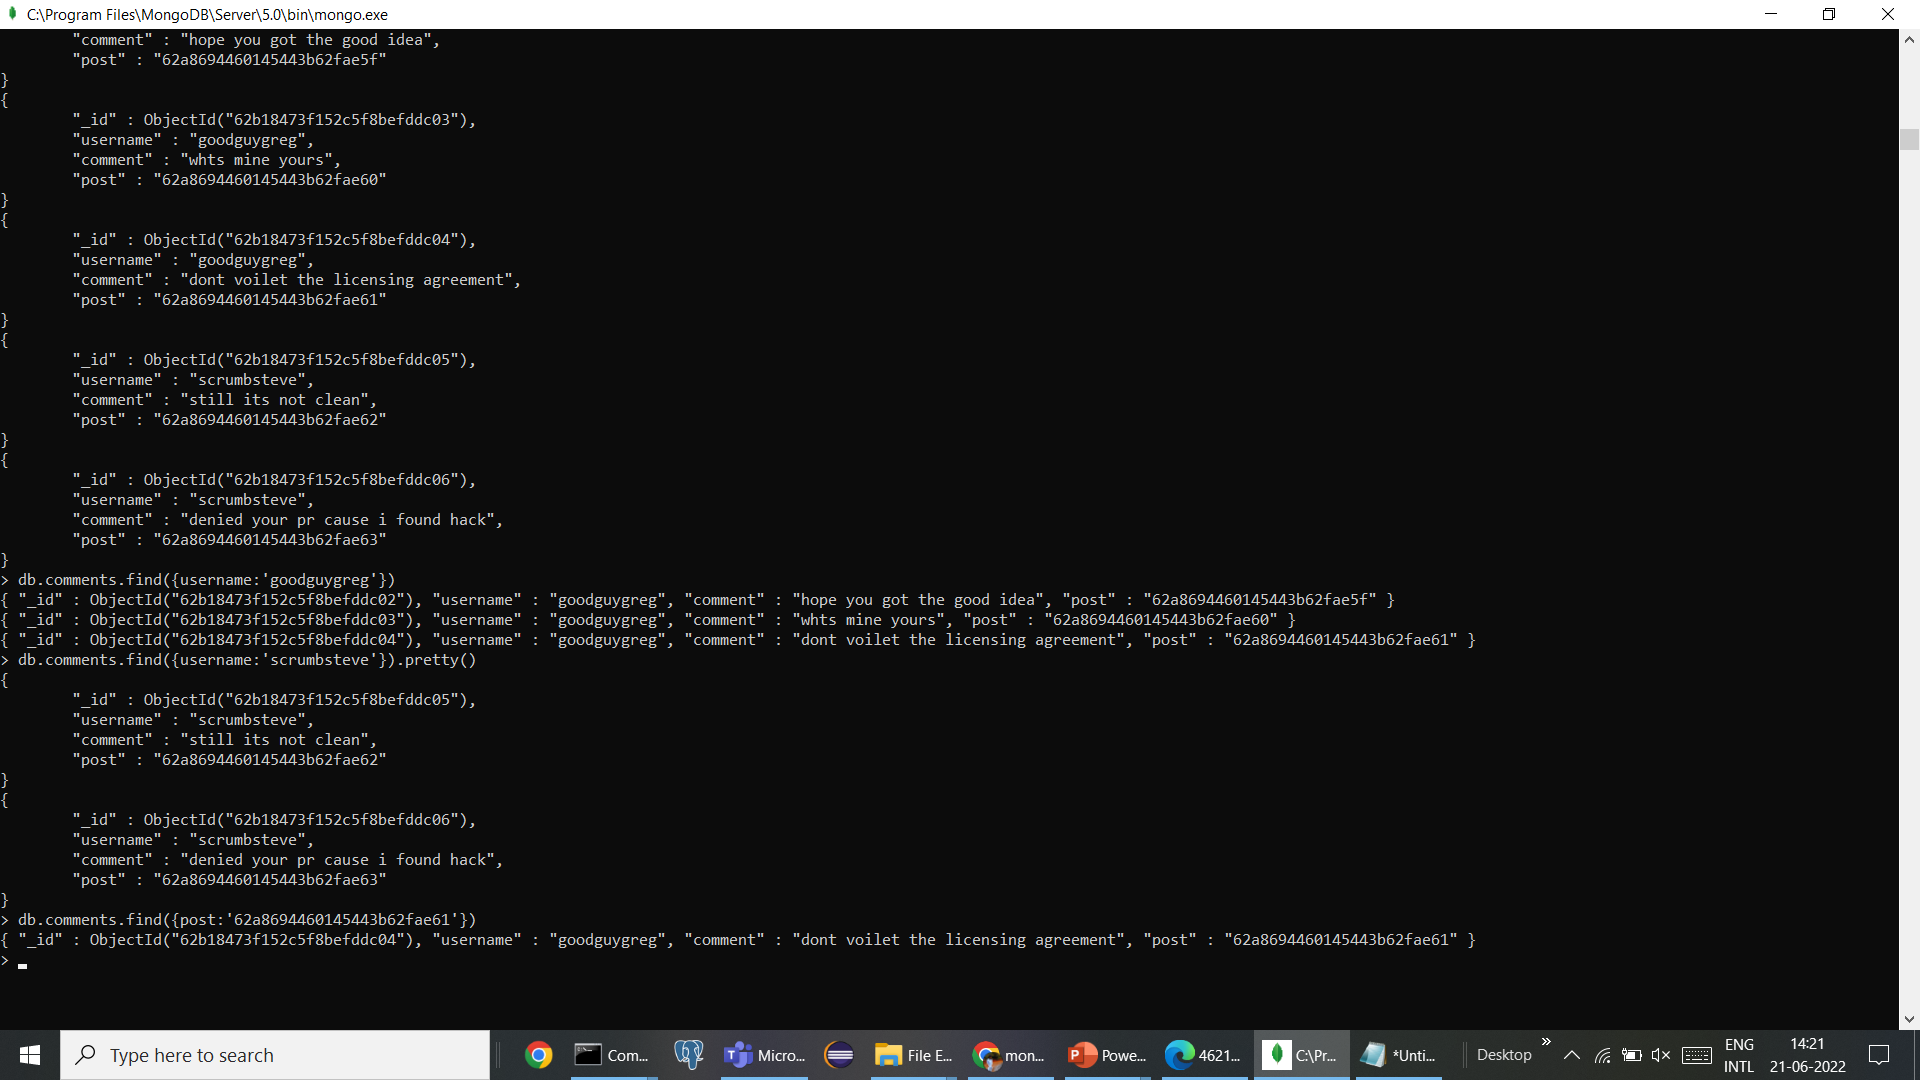 C:\Program Files\MongoDB\Server\5.0\bin\mongo.exe
"comment" : "hope you got the good idea",
"post" : "62a8694460145443b62fae5f"
}
{
"_id" : ObjectId("62b18473f152c5f8befddc03"),
"username" : "goodguygreg",
"comment" : "whts mine yours",
"post" : "62a8694460145443b62fae60"
}
{
"_id" : ObjectId("62b18473f152c5f8befddc04"),
"username" : "goodguygreg",
"comment" : "dont voilet the licensing agreement",
"post" : "62a8694460145443b62fae61"
}
{
"_id" : ObjectId("62b18473f152c5f8befddc05"),
"username" : "scrumbsteve",
"comment" : "still its not clean",
"post" : "62a8694460145443b62fae62"
}
{
"_id" : ObjectId("62b18473f152c5f8befddc06"),
"username" : "scrumbsteve",
"comment" : "denied your pr cause i found hack",
"post" : "62a8694460145443b62fae63"
}
> db.comments.find({username:'goodguygreg'})
{ "_id" : ObjectId("62b18473f152c5f8befddc02"), "username" : "goodguygreg", "comment" : "hope you got the good idea", "post" : "62a8694460145443b62fae5f" }
{ "_id" : ObjectId("62b18473f152c5f8befddc03"), "username" : "goodguygreg", "comment" : "whts mine yours", "post" : "62a8694460145443b62fae60" }
{ "_id" : ObjectId("62b18473f152c5f8befddc04"), "username" : "goodguygreg", "comment" : "dont voilet the licensing agreement", "post" : "62a8694460145443b62fae61" }
> db.comments.find({username:'scrumbsteve'}).pretty()
{
"_id" : ObjectId("62b18473f152c5f8befddc05"),
"username" : "scrumbsteve",
"comment" : "still its not clean",
"post" : "62a8694460145443b62fae62"
}
{
"_id" : ObjectId("62b18473f152c5f8befddc06"),
"username" : "scrumbsteve",
"comment" : "denied your pr cause i found hack",
"post" : "62a8694460145443b62fae63"
}
> db.comments.find({post:'62a8694460145443b62fae61'})
{ "_id" : ObjectId("62b18473f152c5f8befddc04"), "username" : "goodguygreg", "comment" : "dont voilet the licensing agreement", "post" : "62a8694460145443b62fae61" }
>
Type here to search
Com...
Micro...
File E...
mon...
Powe...
4621...
C:\Pr...
*Unti...
Desktop
ENG
INTL
14:21
21-06-2022